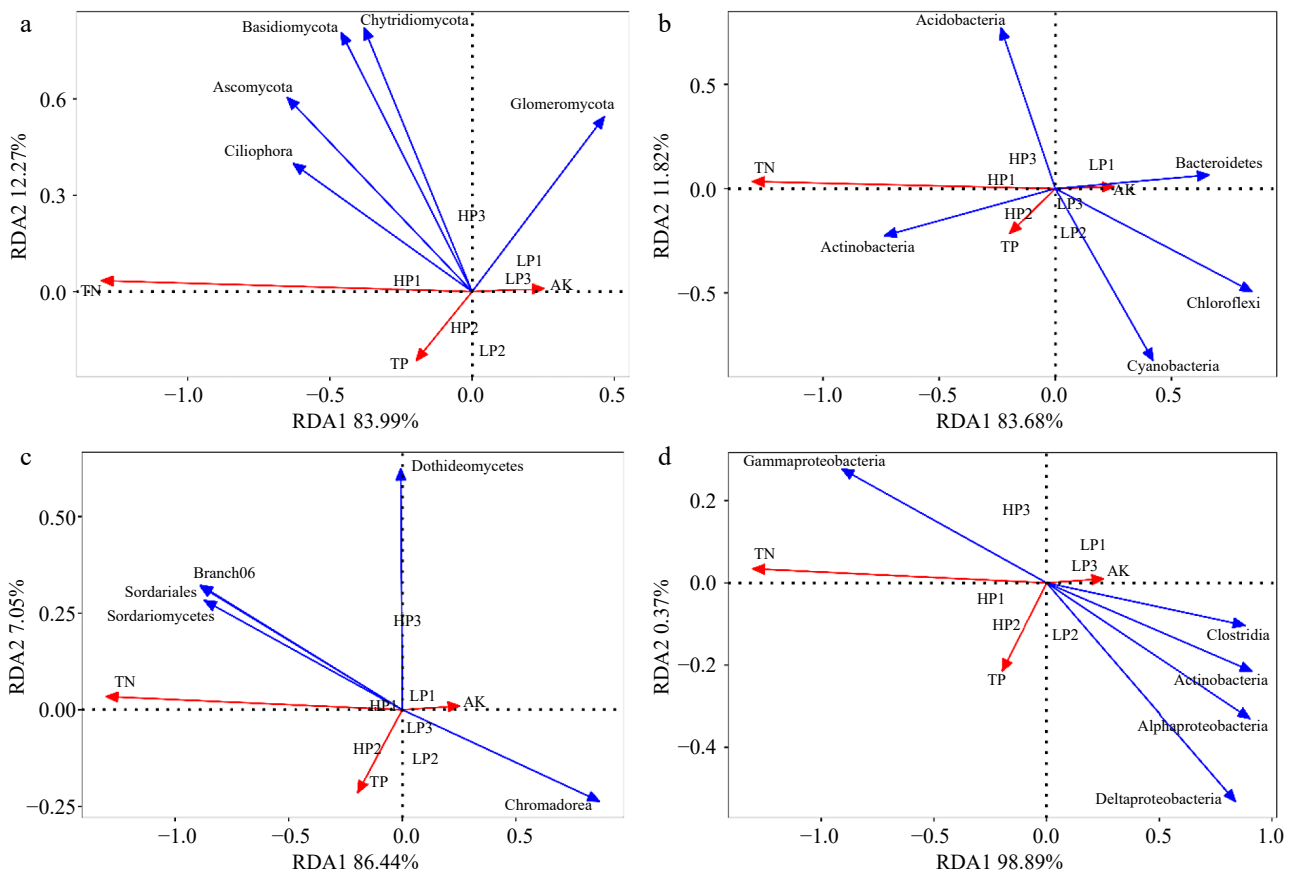 a
Basidiomycota
Chytridiomycota
Ascomycota
Glomeromycota
Ciliophora
HP3
LP1
HP1
LP3
AK
TN
HP2
LP2
TP
0.6
0.3
0.0
RDA2 12.27%
−1.0
−0.5
0.0
0.5
RDA1 83.99%
b
Acidobacteria
HP3
LP1
Bacteroidetes
TN
HP1
AK
LP3
HP2
LP2
Actinobacteria
TP
Chloroflexi
Cyanobacteria
0.5
0.0
−0.5
RDA2 11.82%
−1.0
−0.5
0.0
0.5
RDA1 83.68%
c
Dothideomycetes
Branch06
Sordariales
Sordariomycetes
HP3
TN
LP1
HP1
AK
LP3
HP2
LP2
TP
Chromadorea
0.50
0.25
0.00
−0.25
RDA2 7.05%
−1.0
−0.5
0.0
0.5
RDA1 86.44%
d
Gammaproteobacteria
HP3
LP1
TN
LP3
AK
HP1
HP2
LP2
Clostridia
TP
Actinobacteria
Alphaproteobacteria
Deltaproteobacteria
0.2
0.0
−0.2
−0.4
RDA2 0.37%
−1.0
−0.5
0.0
0.5
1.0
RDA1 98.89%